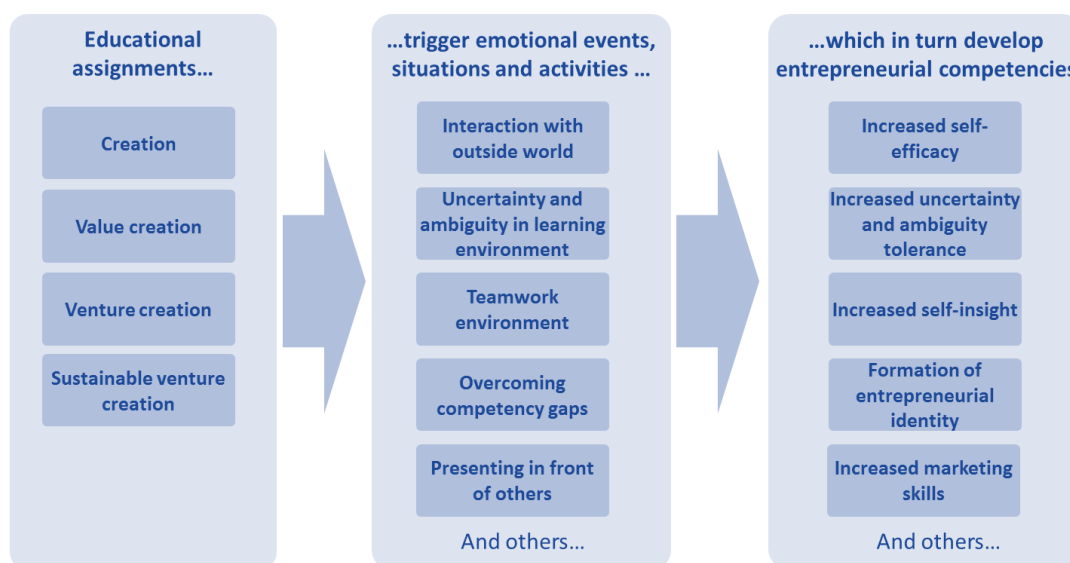 Educational
assignments…
Creation
Value creation
Venture creation
Sustainable venture
creation
…trigger emotional events,
situations and activities …
Interaction with
outside world
Uncertainty and
ambiguity in learning
environment
Teamwork
environment
Overcoming
competency gaps
Presenting in front
of others
And others…
…which in turn develop
entrepreneurial competencies
Increased self-
efficacy
Increased uncertainty
and ambiguity
tolerance
Increased self-insight
Formation of
entrepreneurial
identity
Increased marketing
skills
And others…